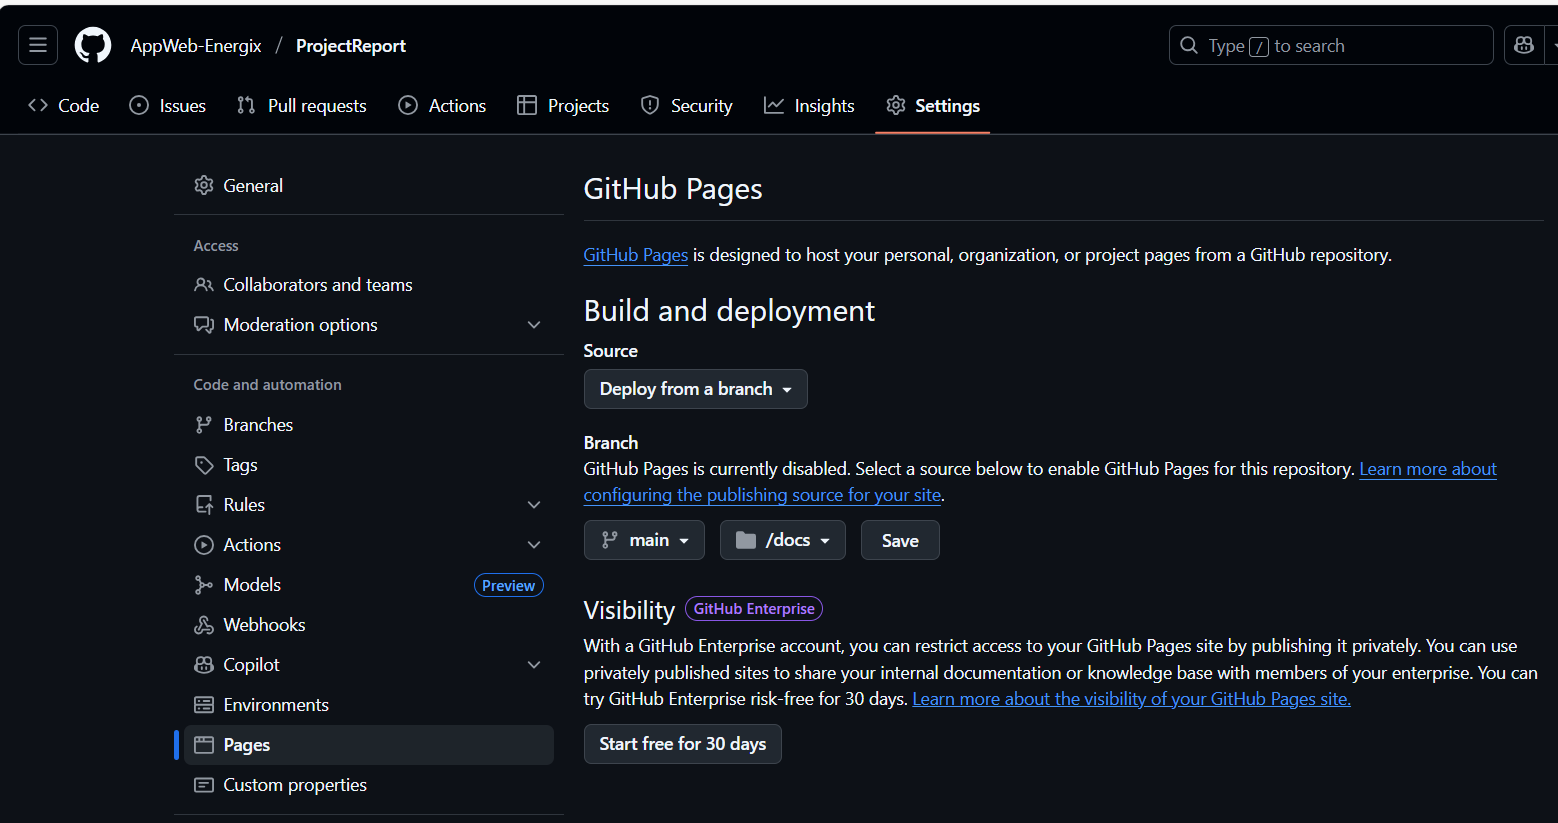 AppWeb-Energix / ProjectReport
Type / to search
Code Issues Pull requests Actions Projects Security Insights Settings
General
Access
Collaborators and teams
Moderation options
Code and automation
Branches
Tags
Rules
Actions
Models Preview
Webhooks
Copilot
Environments
Pages
Custom properties
GitHub Pages
GitHub Pages is designed to host your personal, organization, or project pages from a GitHub repository.
Build and deployment
Source
Deploy from a branch
Branch
GitHub Pages is currently disabled. Select a source below to enable GitHub Pages for this repository. Learn more about
configuring the publishing source for your site.
main /docs Save
Visibility GitHub Enterprise
With a GitHub Enterprise account, you can restrict access to your GitHub Pages site by publishing it privately. You can use
privately published sites to share your internal documentation or knowledge base with members of your enterprise. You can
try GitHub Enterprise risk-free for 30 days. Learn more about the visibility of your GitHub Pages site.
Start free for 30 days